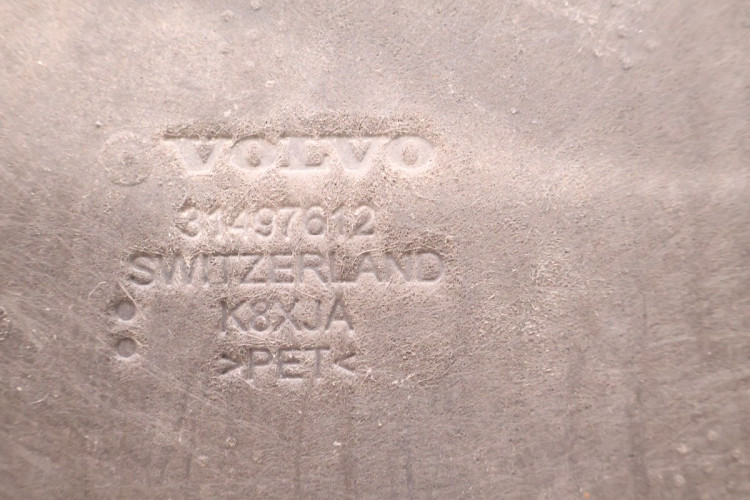 VOLVO
31497612
SWITZERLAND
K8XJA
>PET<